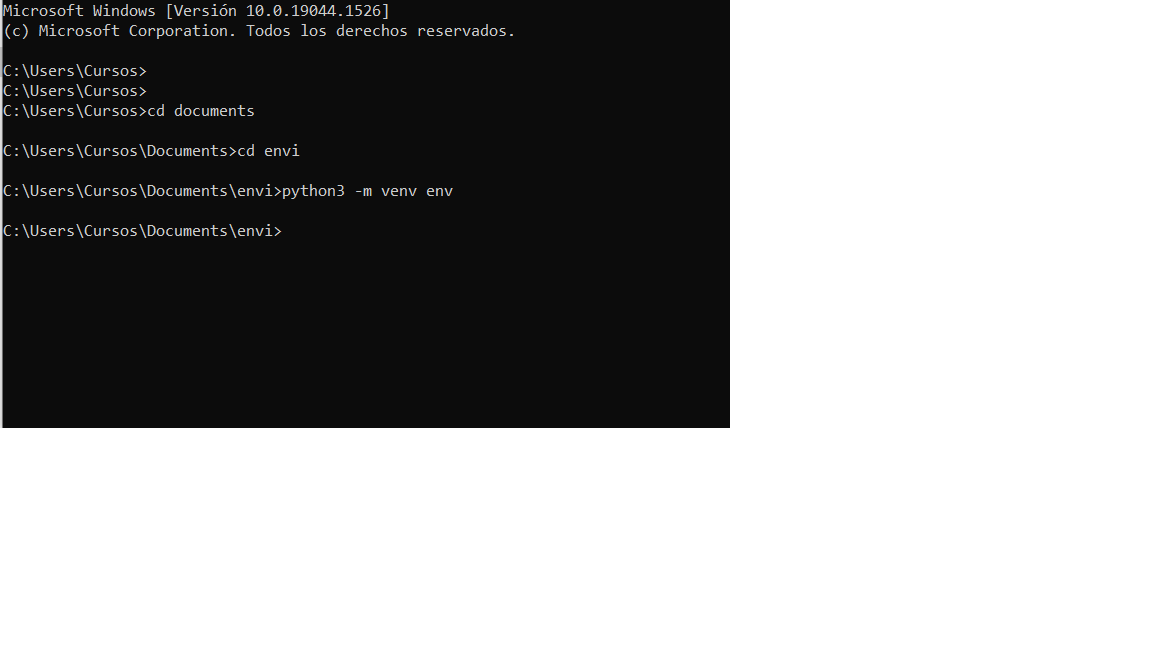 Microsoft Windows [Versión 10.0.19044.1526]
(c) Microsoft Corporation. Todos los derechos reservados.
C:\Users\Cursos>
C:\Users\Cursos>
C:\Users\Cursos>cd documents
C:\Users\Cursos\Documents>cd envi
C:\Users\Cursos\Documents\envi>python3 -m venv env
C:\Users\Cursos\Documents\envi>